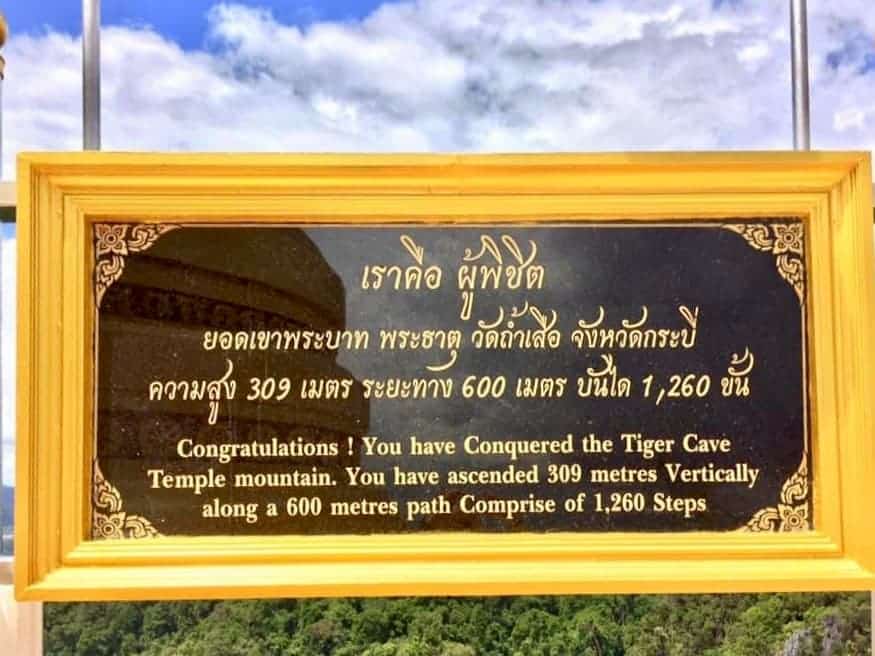 เราคือ ผู้พิชิต
ยอดเขาพระบาท พระธาตุ วัดถ้ำเสือ จังหวัดกระบี่
ความสูง 309 เมตร ระยะทาง 600 เมตร บันได 1,260 ขั้น
Congratulations ! You have Conquered the Tiger Cave
Temple mountain. You have ascended 309 metres Vertically
along a 600 metres path Comprise of 1,260 Steps